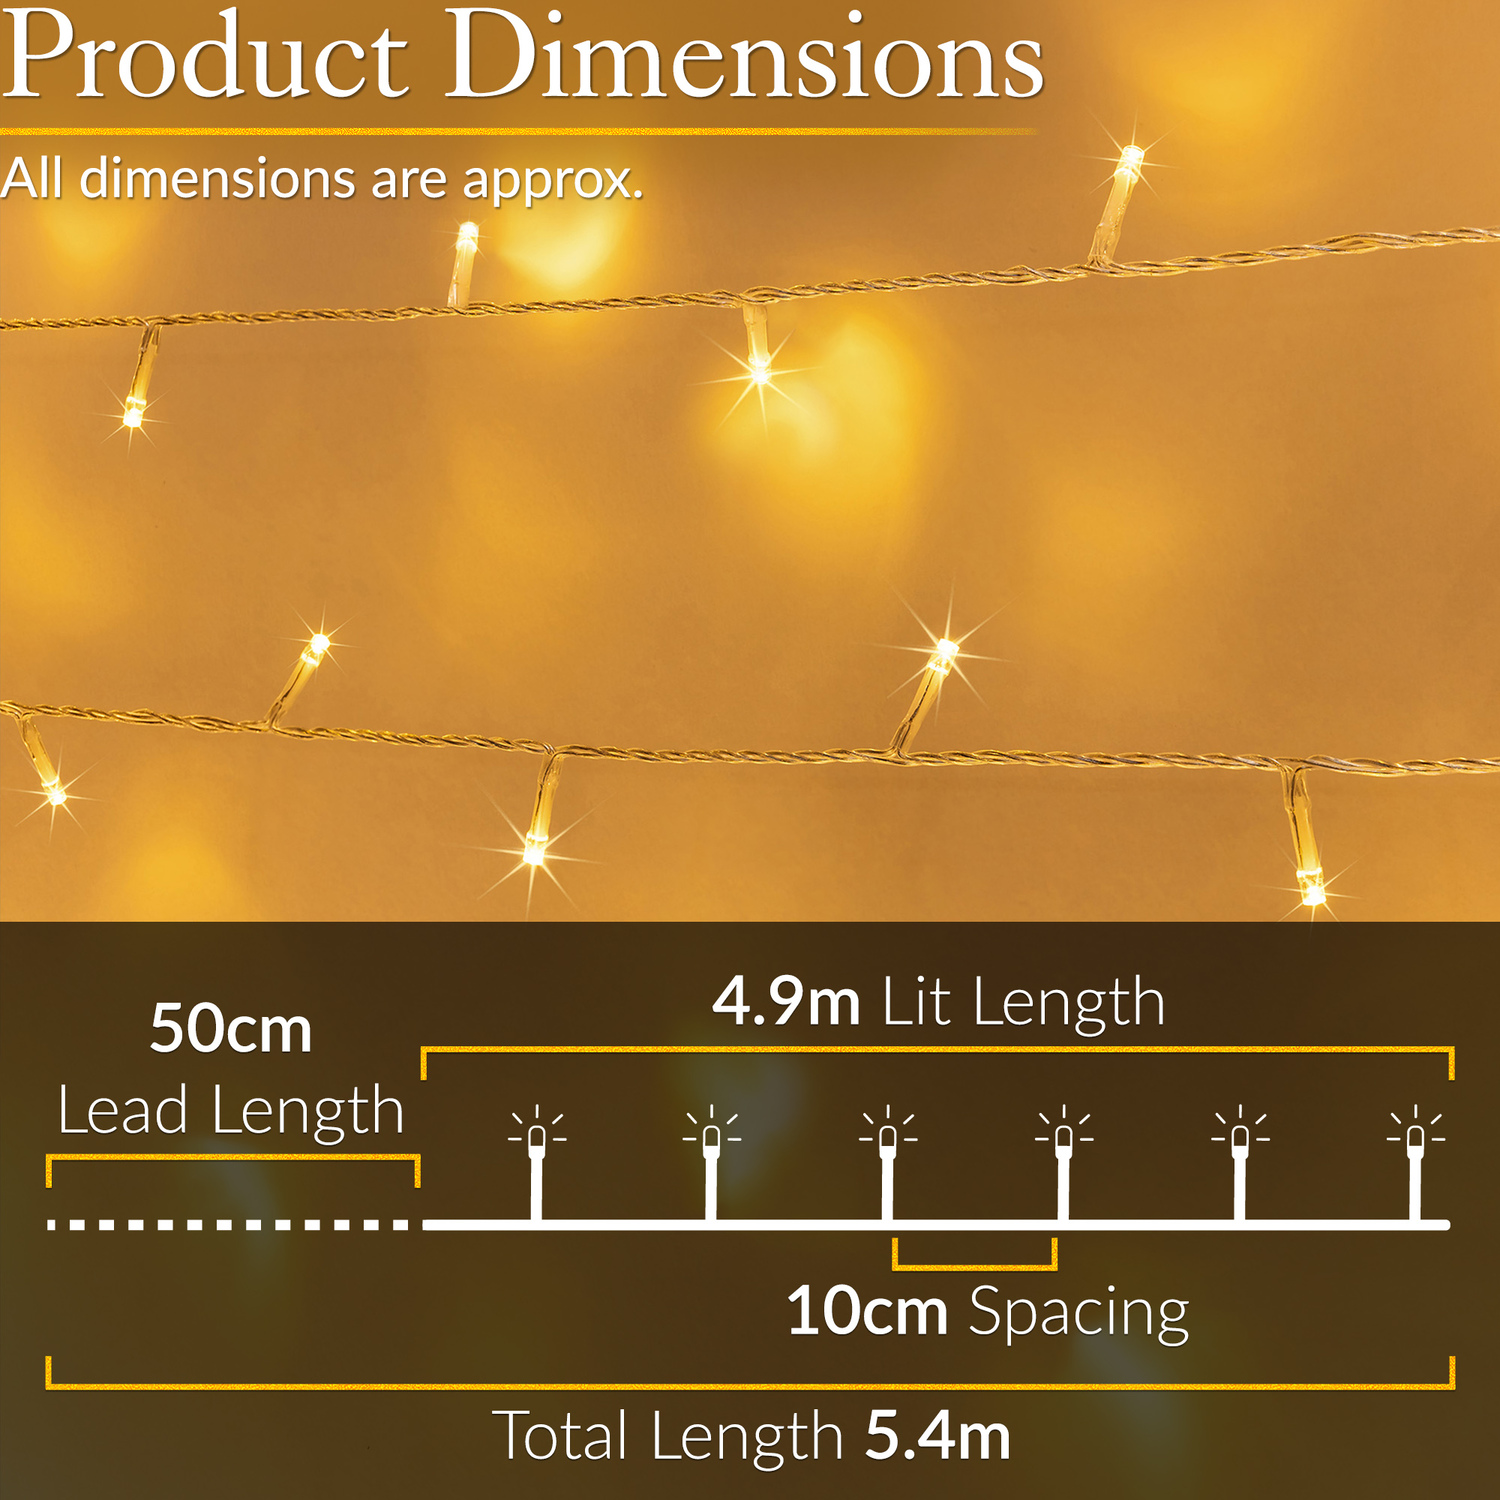 Product Dimensions
All dimensions are approx.
4.9m Lit Length
50cm
Lead Length
10cm Spacing
Total Length 5.4m